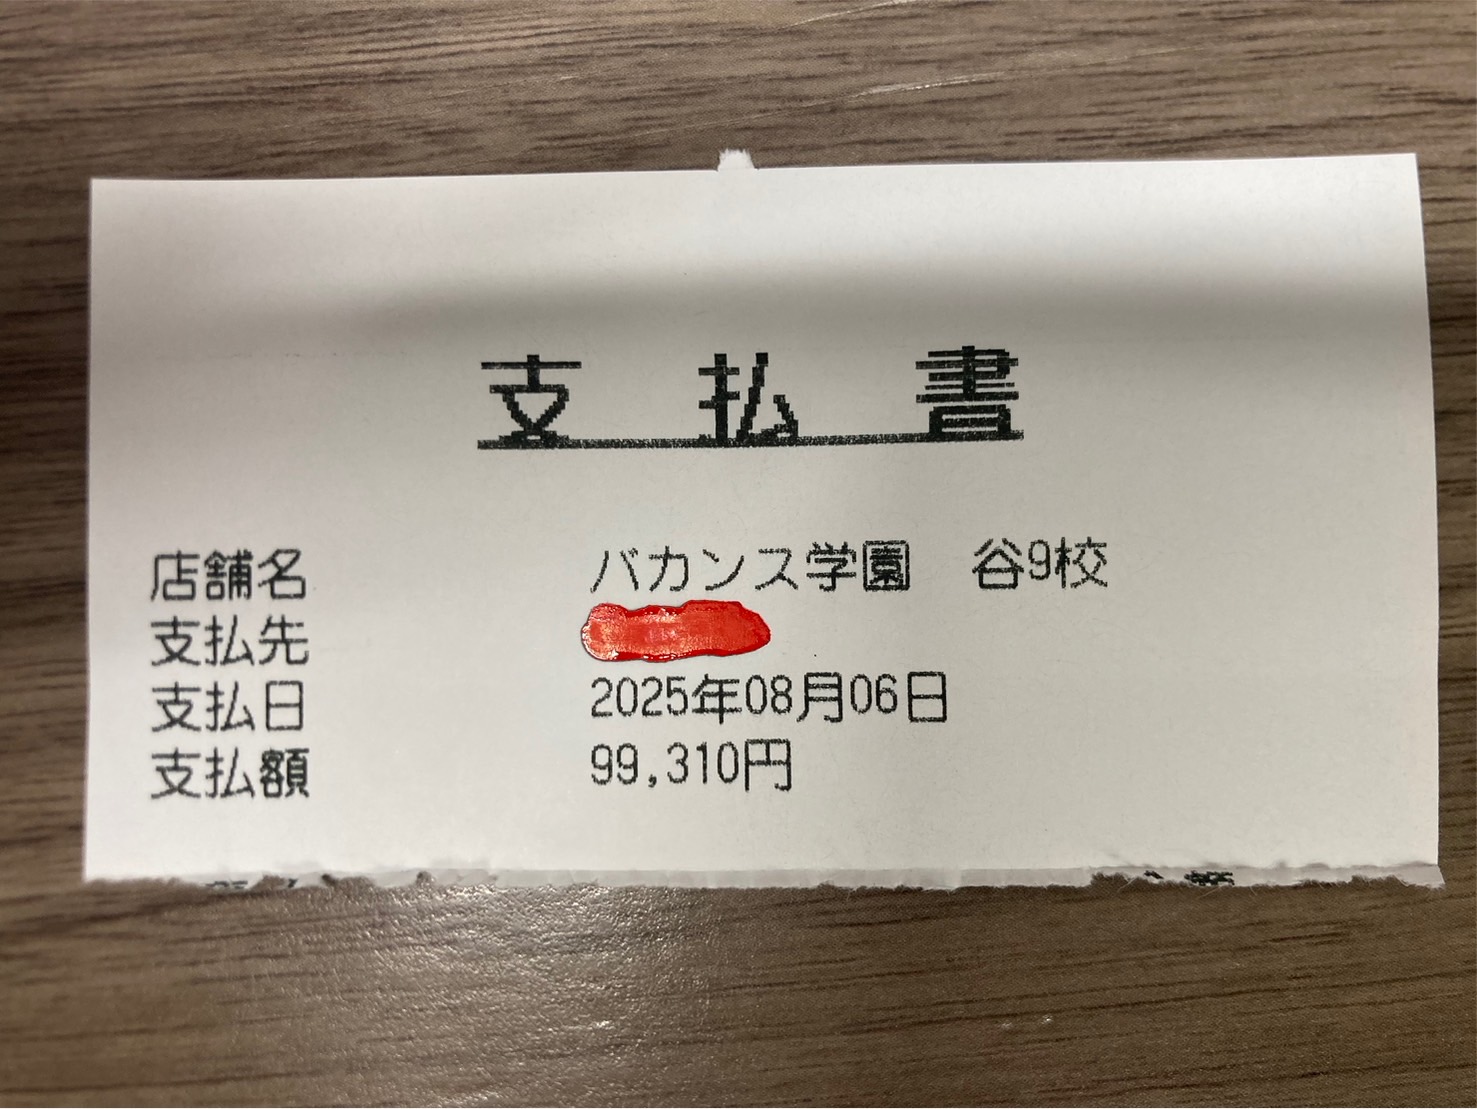 支払書
店舗名 バカンス学園 谷9校
支払先
支払日 2025年08月06日
支払額 99,310円